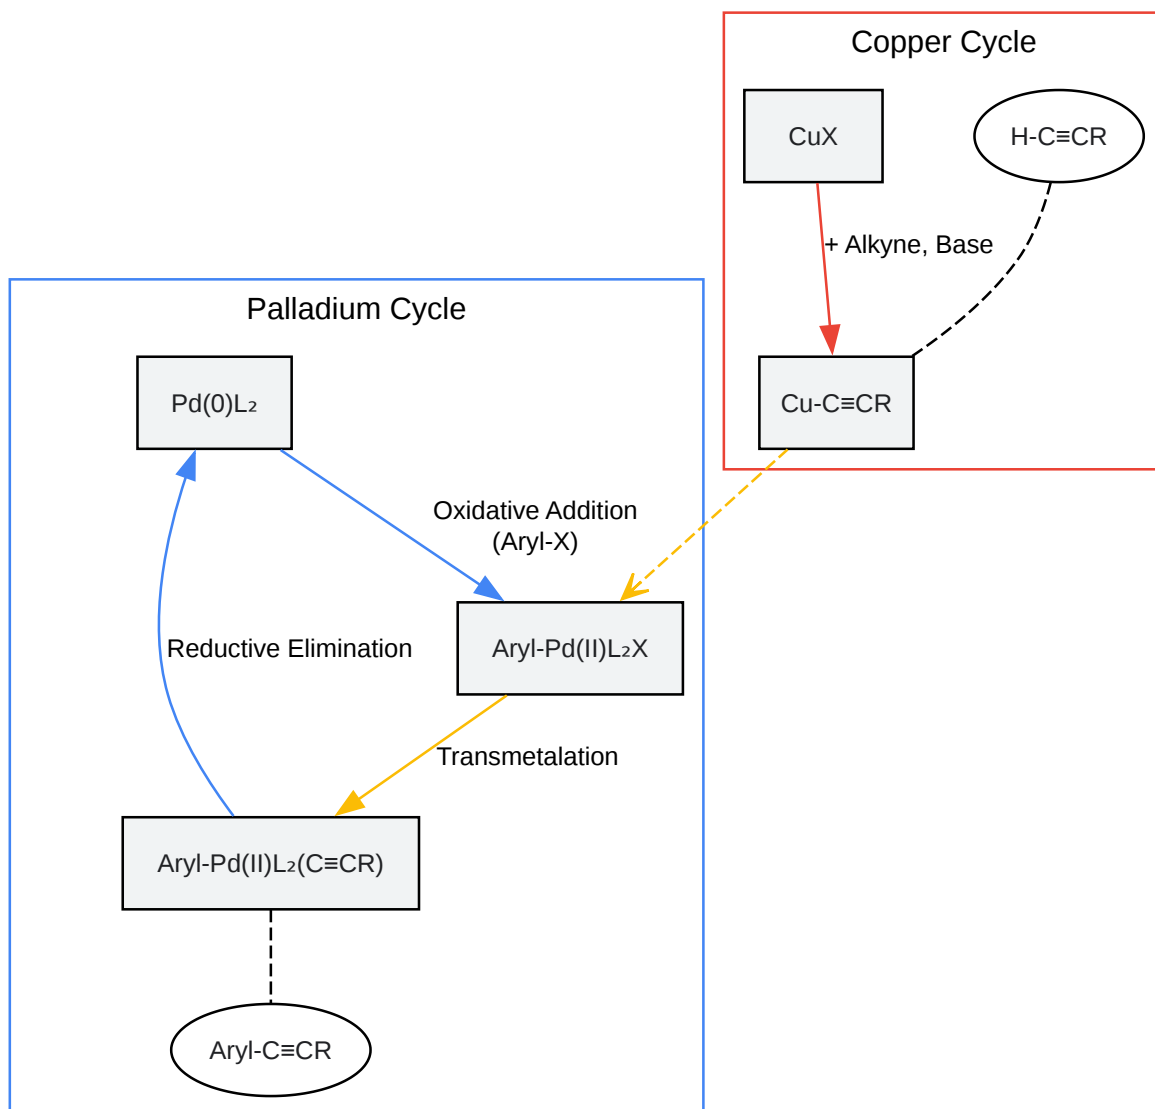 Copper Cycle
CuX
H-C≡CR
+ Alkyne, Base
Cu-C≡CR
Palladium Cycle
Pd(0)L₂
Oxidative Addition
(Aryl-X)
Aryl-Pd(II)L₂X
Reductive Elimination
Transmetalation
Aryl-Pd(II)L₂(C≡CR)
Aryl-C≡CR